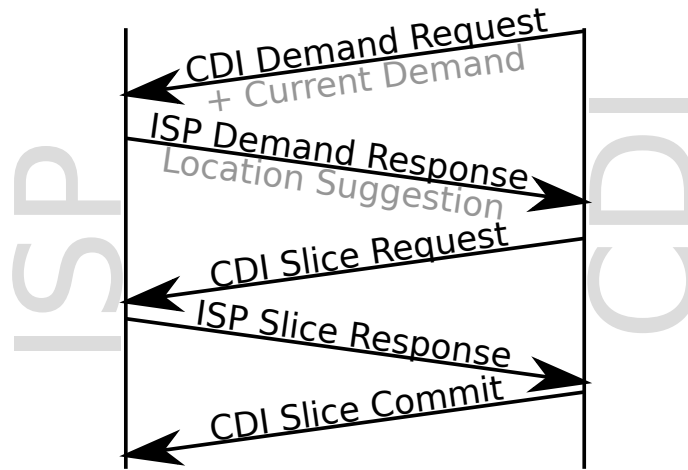 CDI Demand Request
+ Current Demand
ISP Demand Response
Location Suggestion
ISP
CDI
CDI Slice Request
ISP Slice Response
CDI Slice Commit